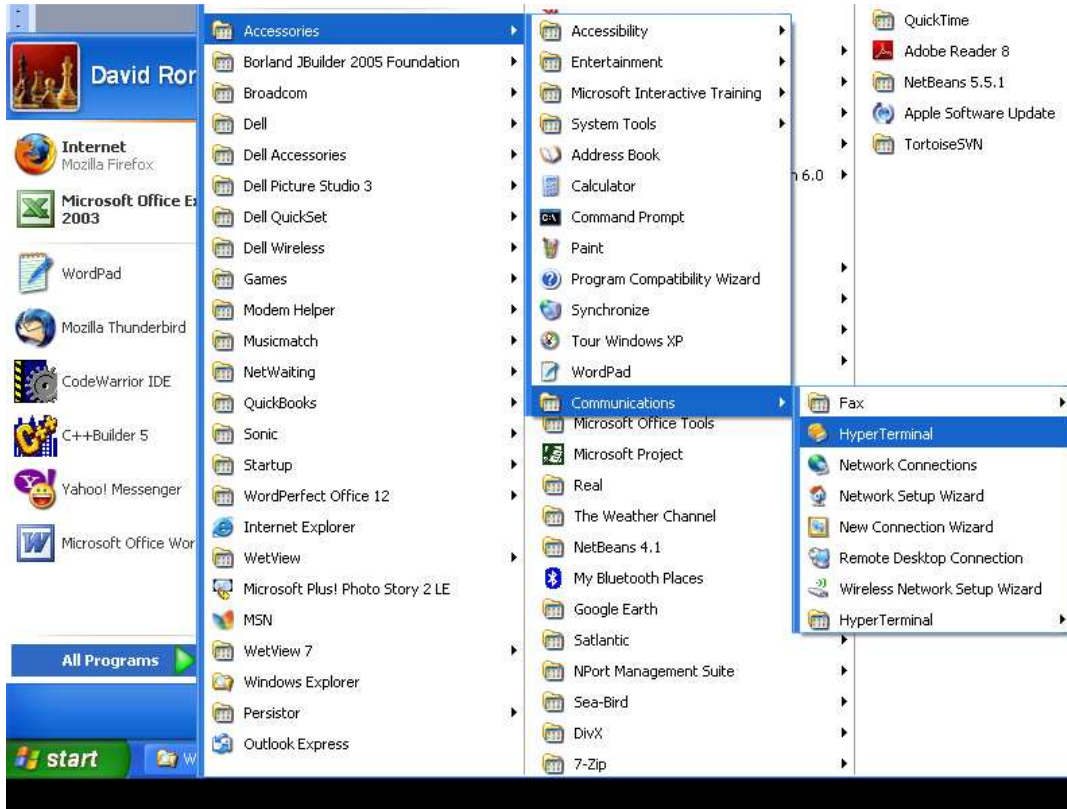 David Ror
Internet
Mozilla Firefox
Microsoft Office E
2003
WordPad
Mozilla Thunderbird
CodeWarrior IDE
C++Builder 5
Yahoo! Messenger
Microsoft Office Wor
All Programs
start
W
Accessories
Borland JBuilder 2005 Foundation
Broadcom
Dell
Dell Accessories
Dell Picture Studio 3
Dell QuickSet
Dell Wireless
Games
Modem Helper
Musicmatch
NetWaiting
QuickBooks
Sonic
Startup
WordPerfect Office 12
Internet Explorer
WetView
Microsoft Plus! Photo Story 2 LE
MSN
WetView 7
Windows Explorer
Persistor
Outlook Express
Accessibility
Entertainment
Microsoft Interactive Training
System Tools
Address Book
Calculator
Command Prompt
Paint
Program Compatibility Wizard
Synchronize
Tour Windows XP
WordPad
Communications
Microsoft Office Tools
Microsoft Project
Real
The Weather Channel
NetBeans 4.1
My Bluetooth Places
Google Earth
Satlantic
NPort Management Suite
Sea-Bird
DivX
7-Zip
6.0
Fax
HyperTerminal
Network Connections
Network Setup Wizard
New Connection Wizard
Remote Desktop Connection
Wireless Network Setup Wizard
HyperTerminal
QuickTime
Adobe Reader 8
NetBeans 5.5.1
Apple Software Update
TortoiseSVN